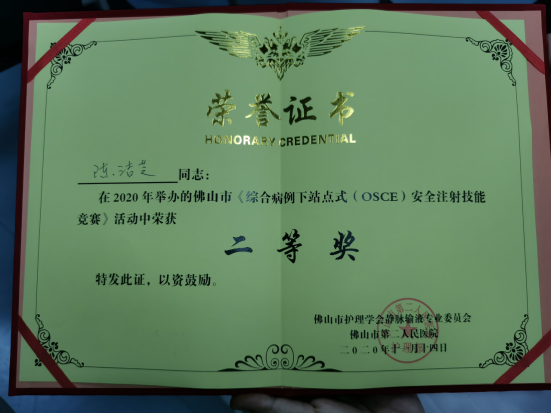 荣誉证书
HONORARY CREDENTIAL
同志：
在2020年举办的佛山市《综合病例下站点式（OSCE）安全注射技能
竞赛》活动中荣获
二等奖
特发此证，以资鼓励。
佛山市护理学会静脉输液专业委员会
佛山市第二人民医院